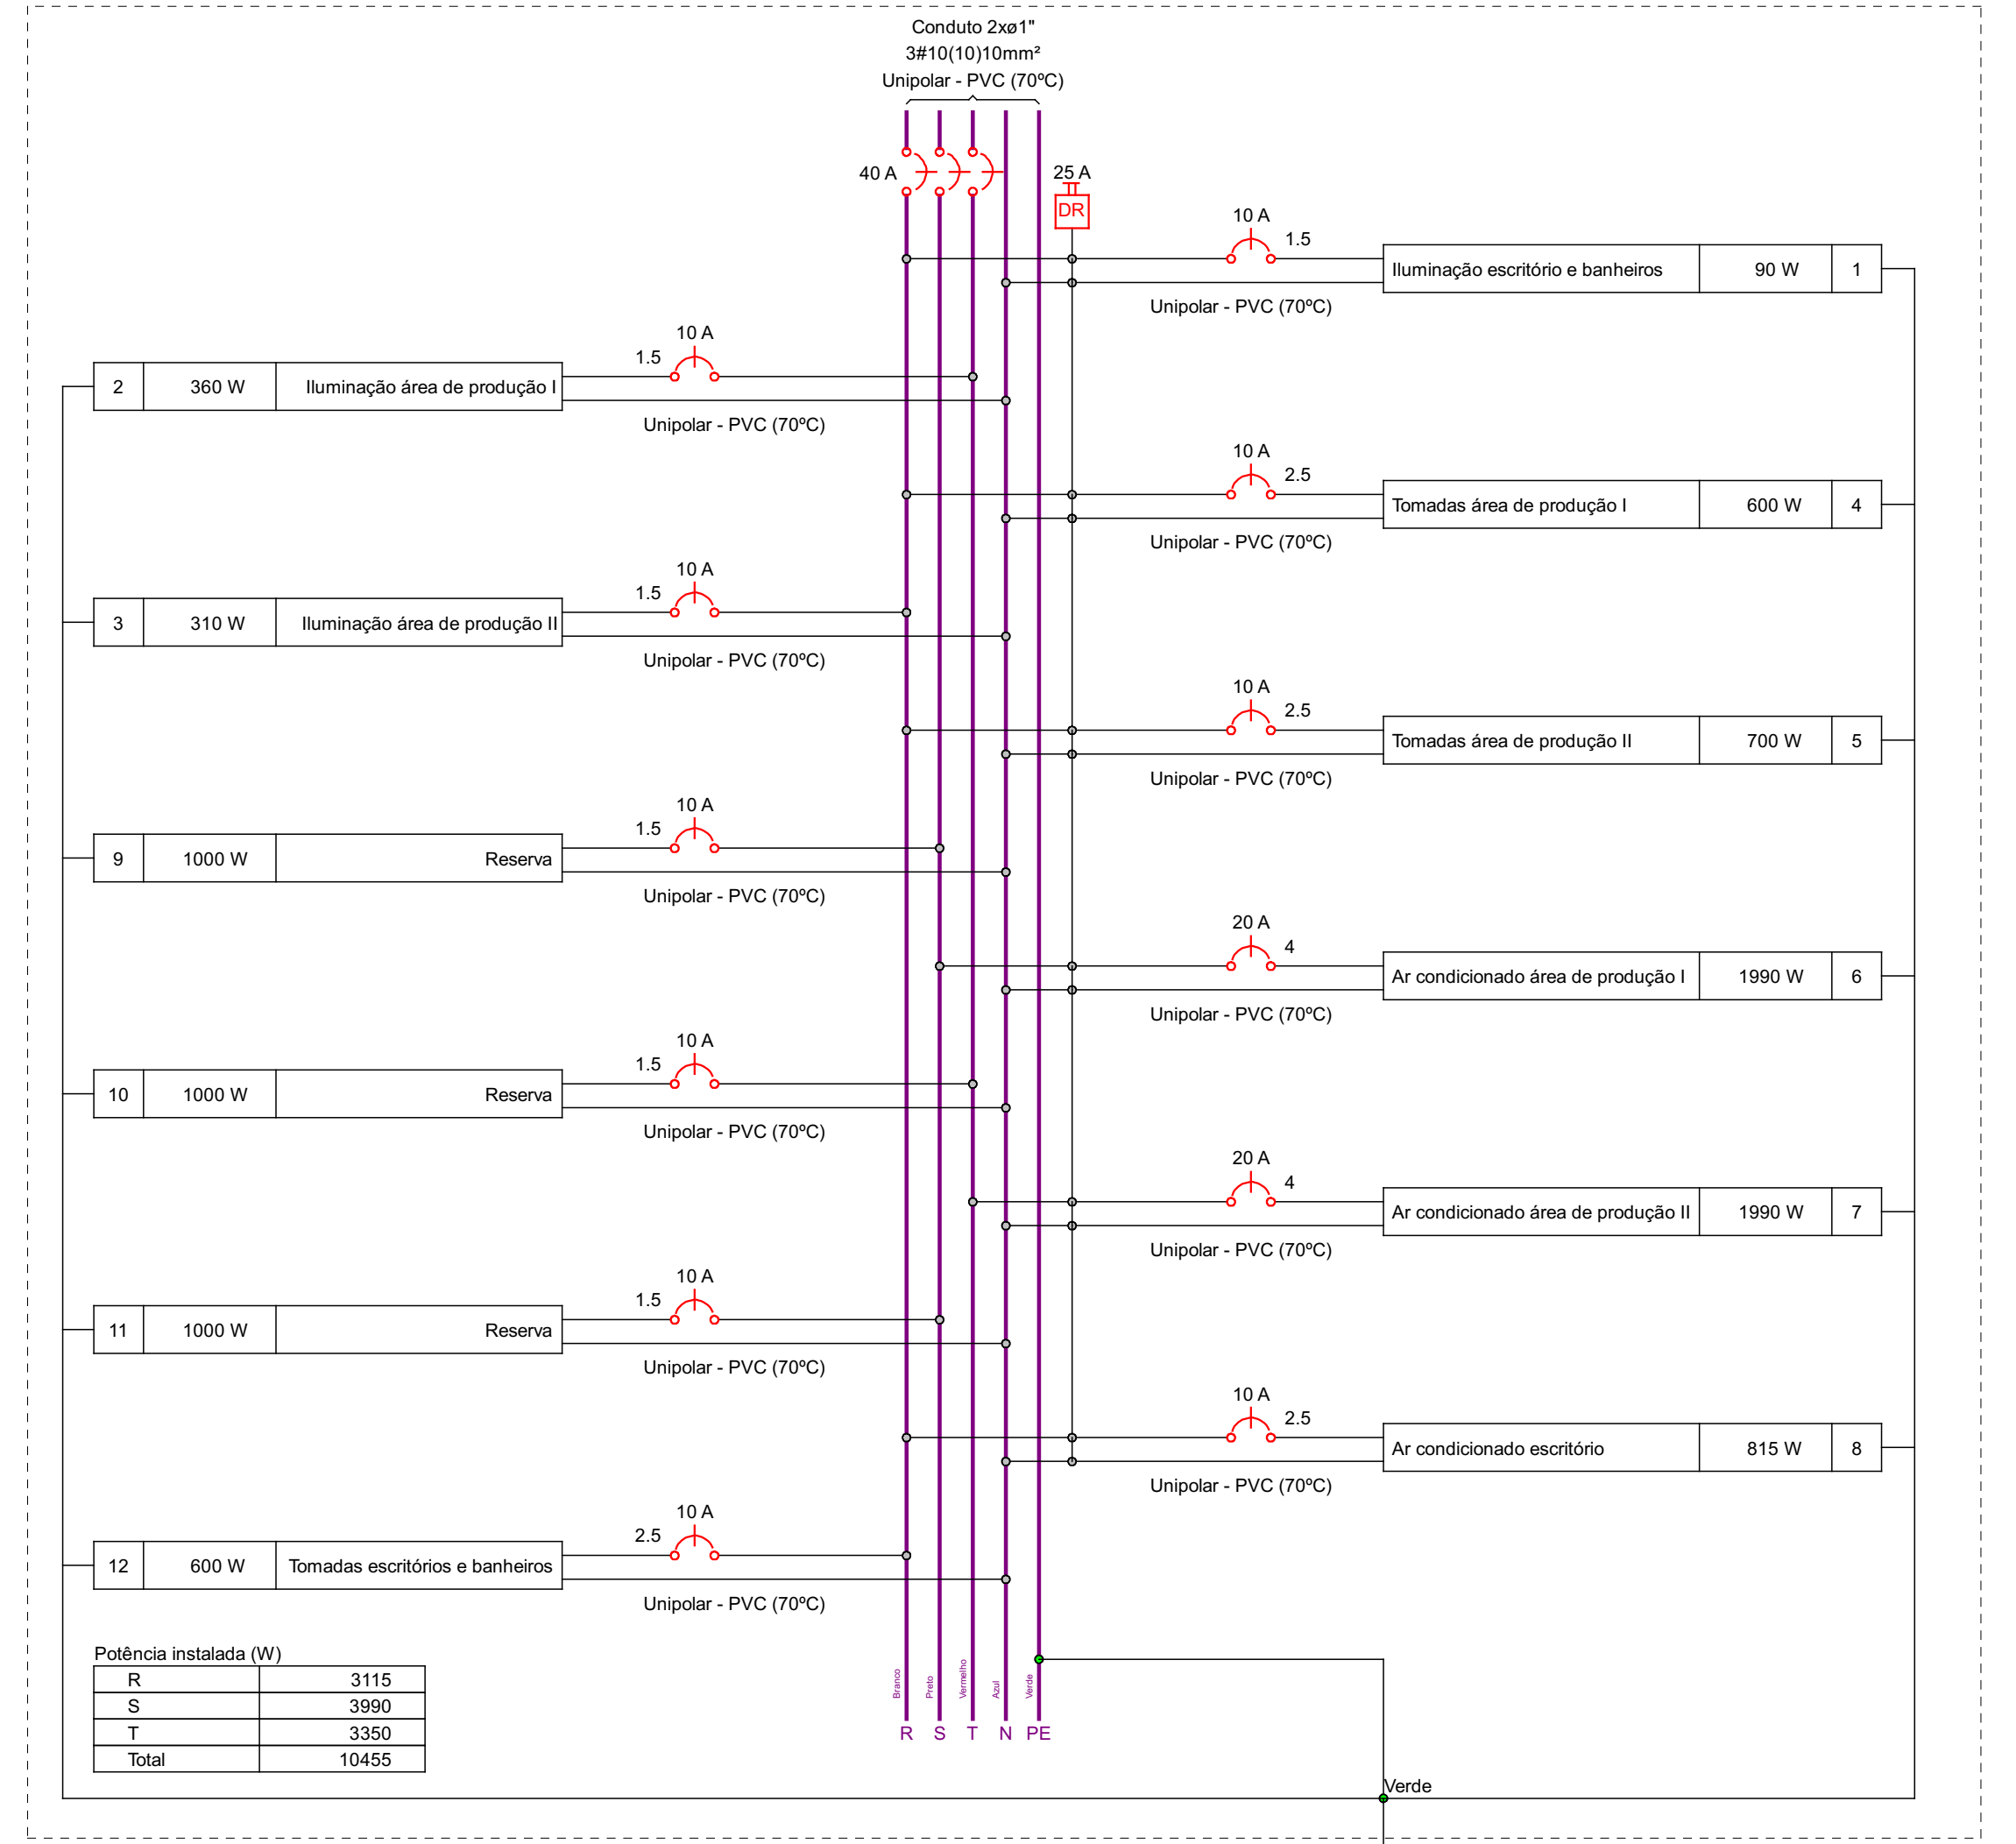 Conduto 2xø1"
3#10(10)10mm²
Unipolar - PVC (70ºC)
40 A
25 A
DR
10 A
1.5
Iluminação escritório e banheiros 90 W 1
Unipolar - PVC (70ºC)
10 A
1.5
2 360 W Iluminação área de produção I
Unipolar - PVC (70ºC)
10 A
2.5
Tomadas área de produção I 600 W 4
Unipolar - PVC (70ºC)
10 A
1.5
3 310 W Iluminação área de produção II
Unipolar - PVC (70ºC)
10 A
2.5
Tomadas área de produção II 700 W 5
Unipolar - PVC (70ºC)
10 A
1.5
9 1000 W Reserva
Unipolar - PVC (70ºC)
20 A
4
Ar condicionado área de produção I 1990 W 6
Unipolar - PVC (70ºC)
10 A
1.5
10 1000 W Reserva
Unipolar - PVC (70ºC)
20 A
4
Ar condicionado área de produção II 1990 W 7
Unipolar - PVC (70ºC)
10 A
1.5
11 1000 W Reserva
Unipolar - PVC (70ºC)
10 A
2.5
Ar condicionado escritório 815 W 8
Unipolar - PVC (70ºC)
10 A
2.5
12 600 W Tomadas escritórios e banheiros
Unipolar - PVC (70ºC)
Potência instalada (W)
R 3115
S 3990
T 3350
Total 10455
Branco Preto Vermelho Azul Verde
R S T N PE
Verde